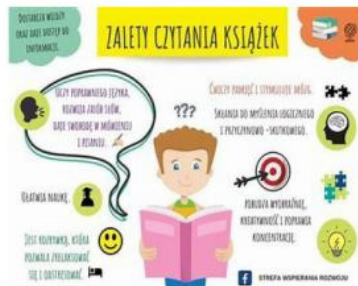 DOSTARCZA WIEDZY
ORAZ DAJE DOSTĘP DO
INFORMACJI.
ZALETY CZYTANIA KSIĄŻEK
UCZY POPRAWNEGO JĘZYKA,
ROZWIJA ZBIÓR SŁÓW,
DAJE SWOBODĘ W MÓWIENIU
I PISANIU.
???
ĆWICZY PAMIĘĆ I STYMULUJE MÓZG.
SKŁANIA DO MYŚLENIA LOGICZNEGO
I PRZYCZYNOWO-SKUTKOWEGO.
UŁATWIA NAUKĘ.
POBUDZA WYOBRAŹNIĘ,
KREATYWNOŚĆ I POPRAWIA
KONCENTRACJĘ.
JEST ROZRYWKĄ, KTÓRA
POZWALA ZRELAKSOWAĆ
SIĘ I ODSTRESOWAĆ
STREFA WSPIERANIA ROZWOJU